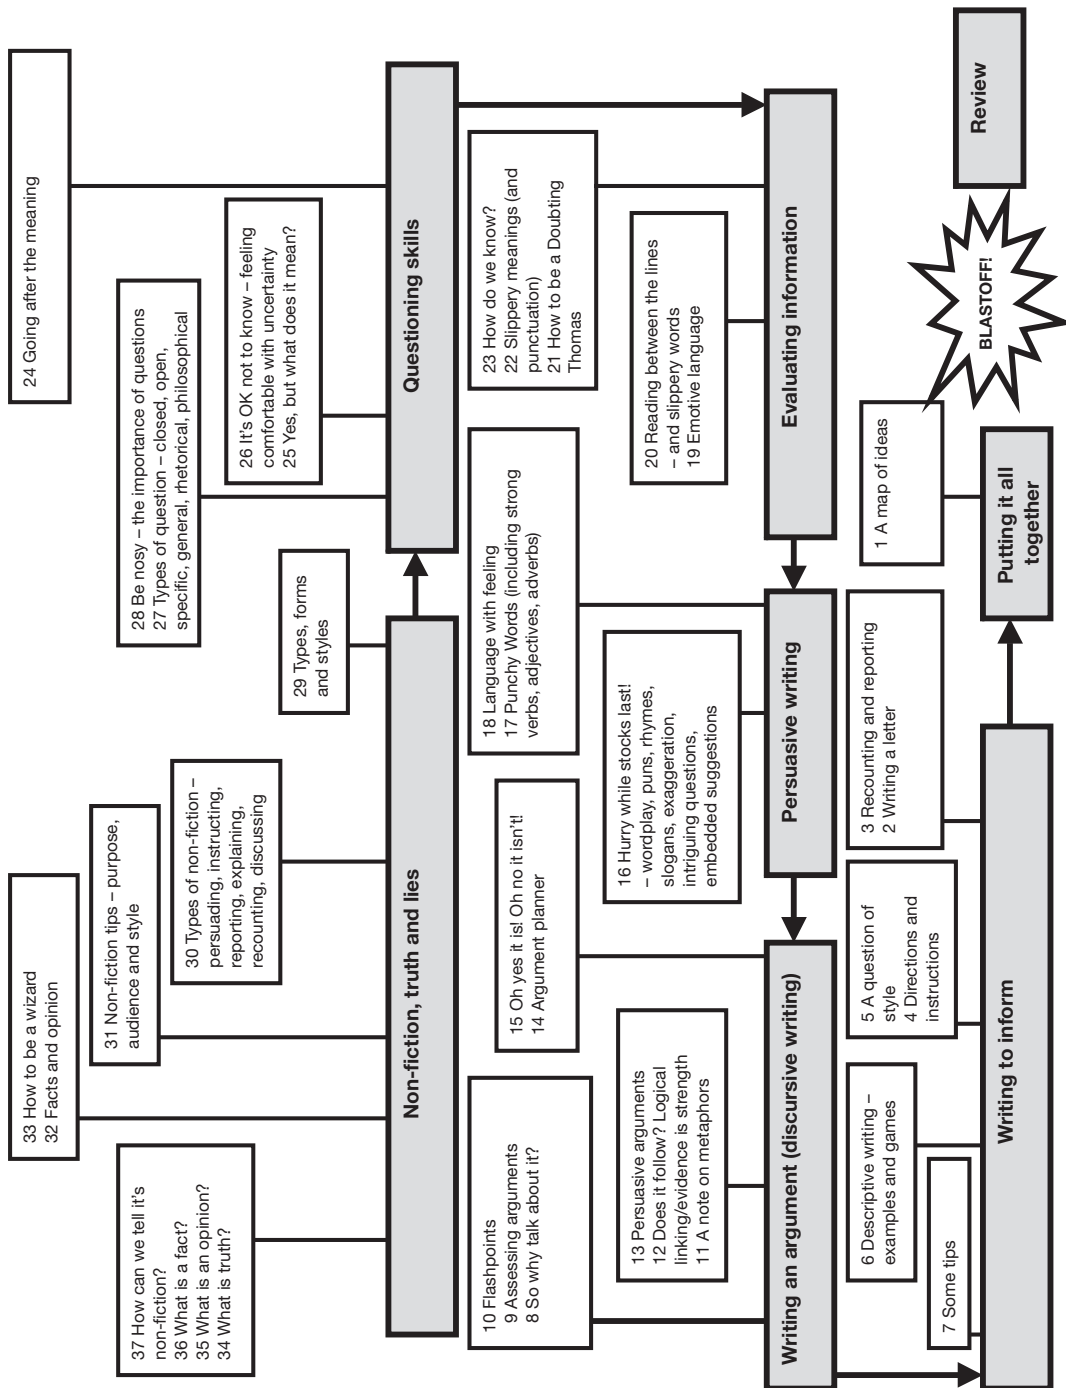 37 How can we tell it's
non-fiction?
36 What is a fact?
35 What is an opinion?
34 What is truth?
33 How to be a wizard
32 Facts and opinion
31 Non-fiction tips – purpose,
audience and style
30 Types of non-fiction –
persuading, instructing,
reporting, explaining,
recounting, discussing
29 Types, forms
and styles
Non-fiction, truth and lies
28 Be nosy – the importance of questions
27 Types of question – closed, open,
specific, general, rhetorical, philosophical
26 It's OK not to know – feeling
comfortable with uncertainty
25 Yes, but what does it mean?
24 Going after the meaning
Questioning skills
23 How do we know?
22 Slippery meanings (and
punctuation)
21 How to be a Doubting
Thomas
20 Reading between the lines
– and slippery words
19 Emotive language
Evaluating information
18 Language with feeling
17 Punchy Words (including strong
verbs, adjectives, adverbs)
16 Hurry while stocks last!
– wordplay, puns, rhymes,
slogans, exaggeration,
intriguing questions,
embedded suggestions
Persuasive writing
15 Oh yes it is! Oh no it isn't!
14 Argument planner
13 Persuasive arguments
12 Does it follow? Logical
linking/evidence is strength
11 A note on metaphors
10 Flashpoints
9 Assessing arguments
8 So why talk about it?
Writing an argument (discursive writing)
7 Some tips
6 Descriptive writing –
examples and games
5 A question of
style
4 Directions and
instructions
3 Recounting and reporting
2 Writing a letter
Writing to inform
1 A map of ideas
Putting it all
together
BLASTOFF!
Review